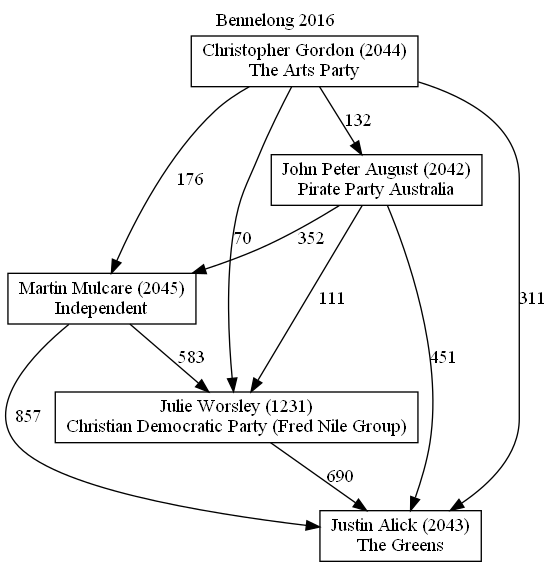 Bennelong 2016
Christopher Gordon (2044)
The Arts Party
132
John Peter August (2042)
Pirate Party Australia
176
70
352
111
451
311
Martin Mulcare (2045)
Independent
583
857
Julie Worsley (1231)
Christian Democratic Party (Fred Nile Group)
690
Justin Alick (2043)
The Greens